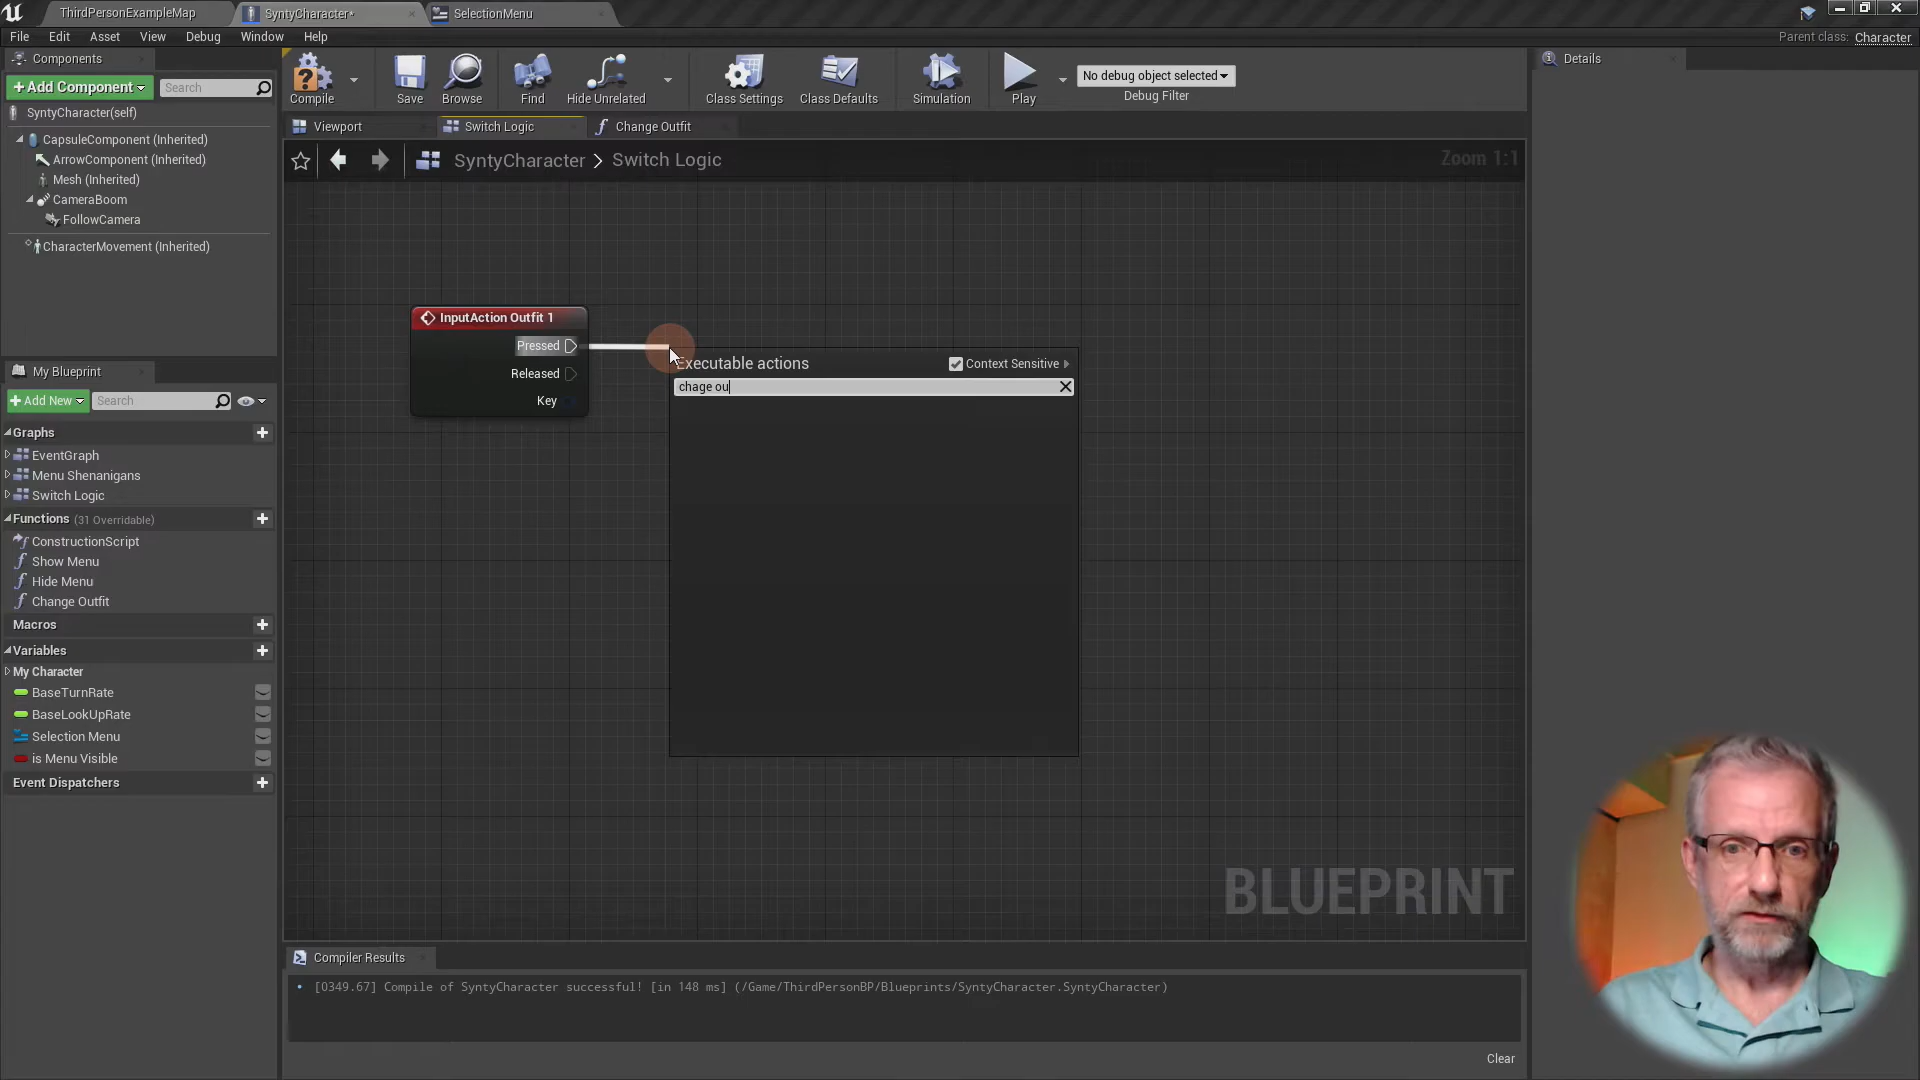 ThirdPersonExampleMap
SyntyCharacter*
SelectionMenu
File Edit Asset View Debug Window Help
Parent class: Character
Components
+Add Component
Search
SyntyCharacter(self)
CapsuleComponent (Inherited)
ArrowComponent (Inherited)
Mesh (Inherited)
CameraBoom
FollowCamera
CharacterMovement (Inherited)
Compile
Save
Browse
Find
Hide Unrelated
Class Settings
Class Defaults
Simulation
Play
No debug object selected
Debug Filter
Details
Viewport
Switch Logic
Change Outfit
SyntyCharacter > Switch Logic
Zoom 1:1
My Blueprint
+Add New
Search
Graphs
EventGraph
Menu Shenanigans
Switch Logic
Functions (31 Overridable)
ConstructionScript
Show Menu
Hide Menu
Change Outfit
Macros
Variables
My Character
BaseTurnRate
BaseLookUpRate
Selection Menu
is Menu Visible
Event Dispatchers
InputAction Outfit 1
Pressed
Released
Key
Executable actions
Context Sensitive
chage ou
BLUEPRINT
Compiler Results
[0349.67] Compile of SyntyCharacter successful! [in 148 ms] (/Game/ThirdPersonBP/Blueprints/SyntyCharacter.SyntyCharacter)
Clear